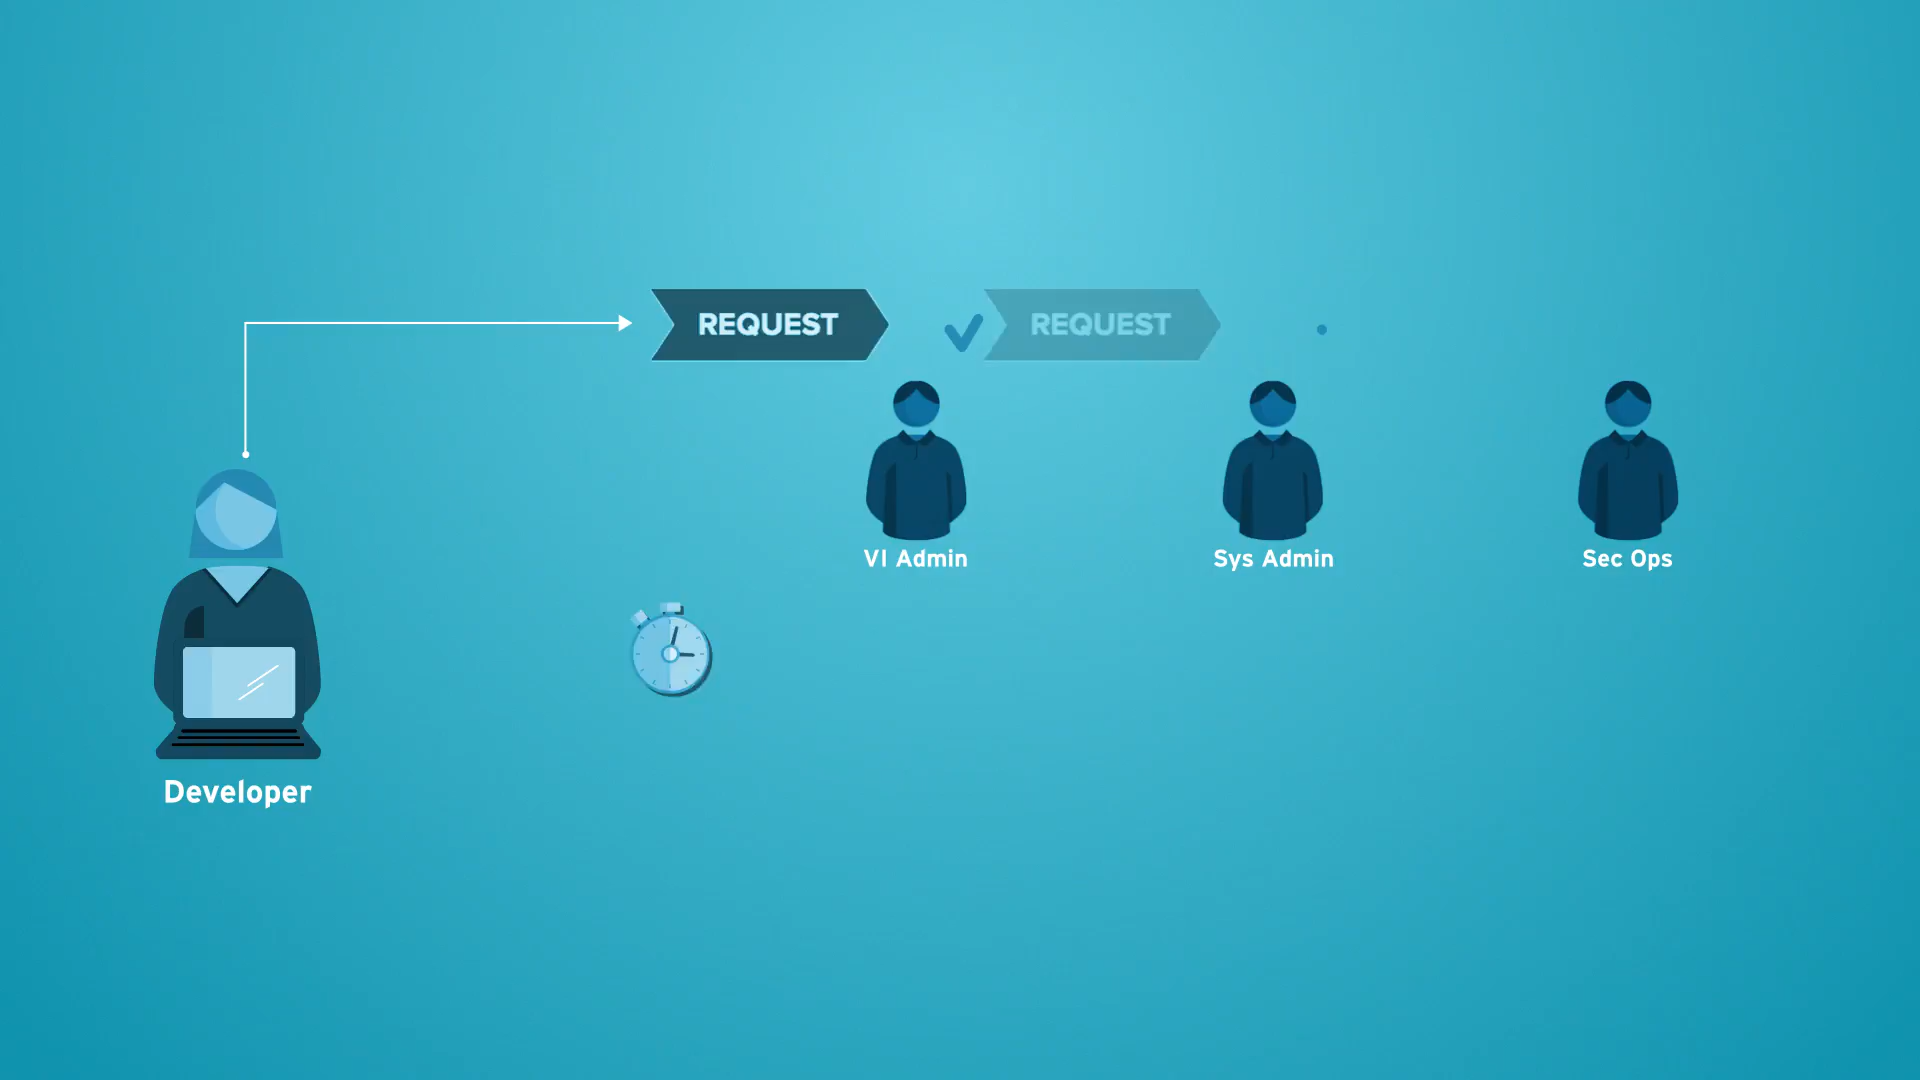 REQUEST
REQUEST
VI Admin
Sys Admin
Sec Ops
Developer